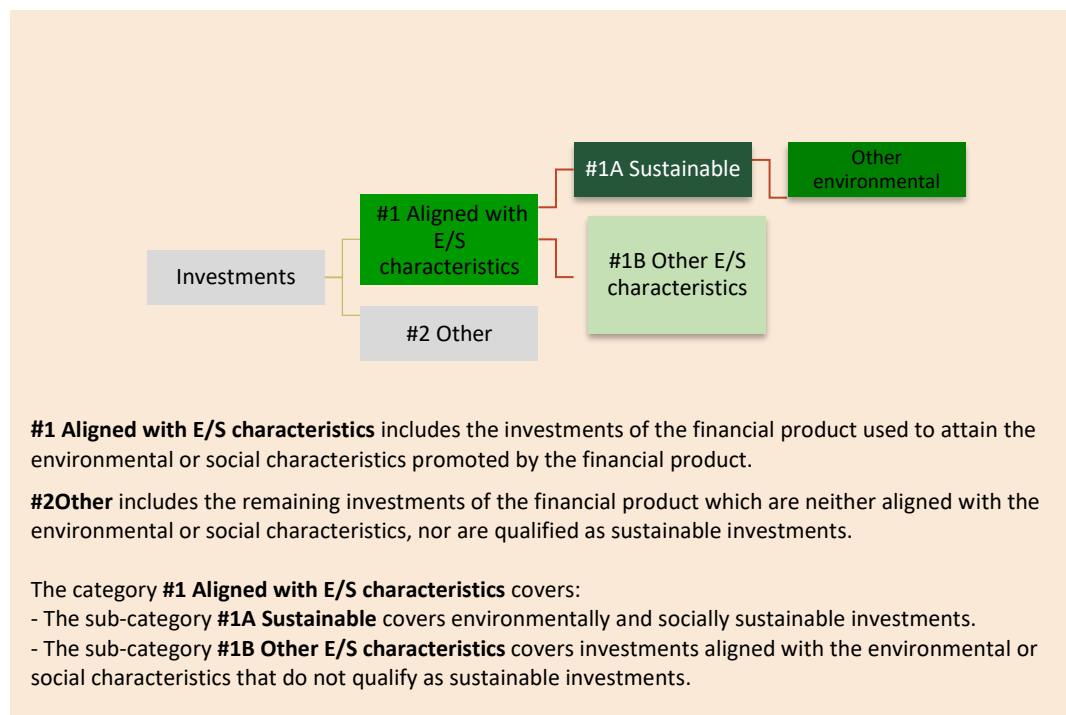 #1A Sustainable
Other
environmental
#1 Aligned with
E/S
characteristics
#1B Other E/S
characteristics
Investments
#2 Other
#1 Aligned with E/S characteristics includes the investments of the financial product used to attain the
environmental or social characteristics promoted by the financial product.
#2Other includes the remaining investments of the financial product which are neither aligned with the
environmental or social characteristics, nor are qualified as sustainable investments.
The category #1 Aligned with E/S characteristics covers:
- The sub-category #1A Sustainable covers environmentally and socially sustainable investments.
- The sub-category #1B Other E/S characteristics covers investments aligned with the environmental or
social characteristics that do not qualify as sustainable investments.